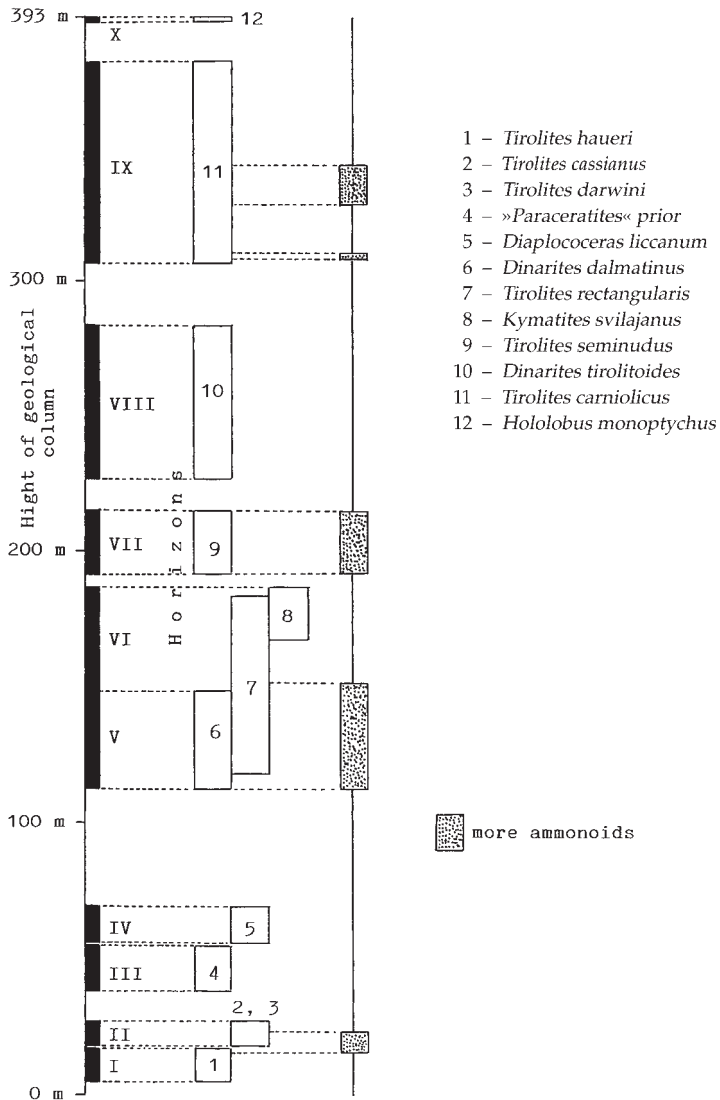 393 m
12
X
1 – Tirolites haueri
2 – Tirolites cassianus
3 – Tirolites darwini
4 – »Paraceratites« prior
5 – Diaplococeras liccanum
6 – Dinarites dalmatinus
7 – Tirolites rectangularis
8 – Kymatites svilajanus
9 – Tirolites seminudus
10 – Dinarites tirolitoides
11 – Tirolites carniolicus
12 – Hololobus monoptychus
IX
11
300 m
Hight of geological
column
VIII
10
Horizons
VII
9
200 m
VI
8
7
V
6
100 m
more ammonoids
IV
5
III
4
2, 3
II
I
1
0 m